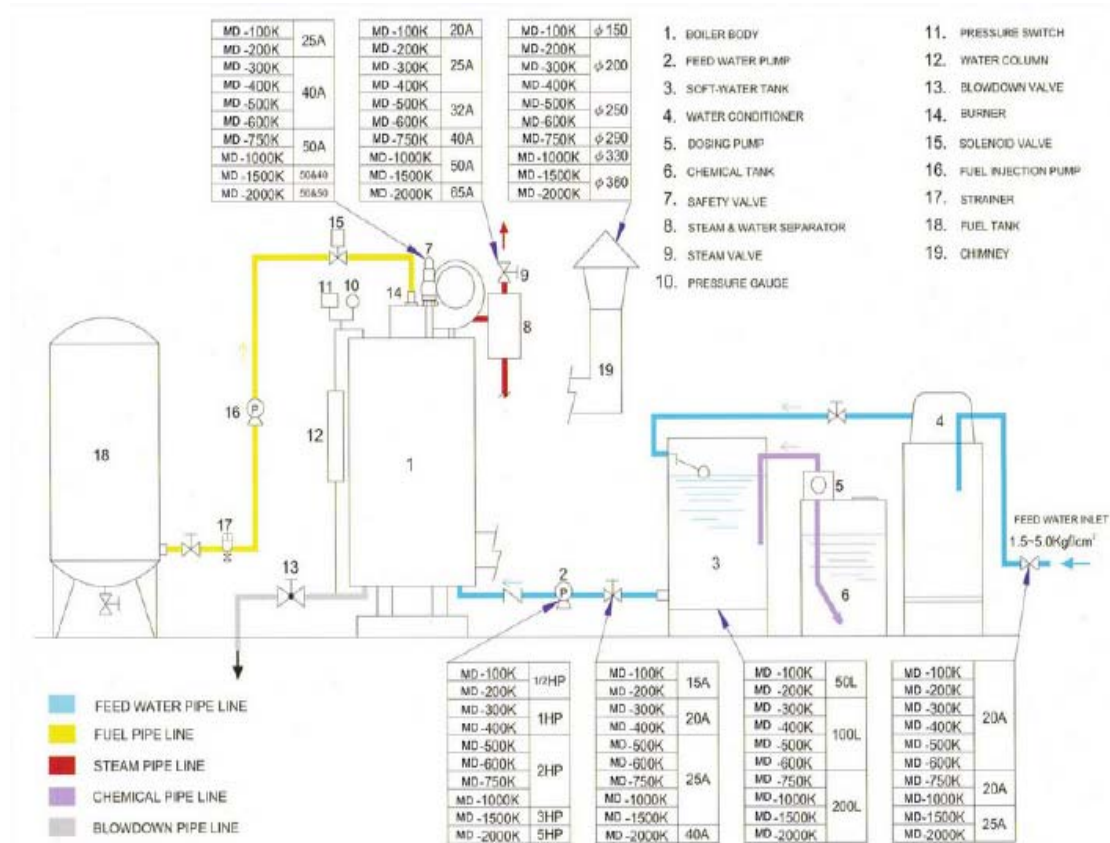 MD -100K 25A
MD -200K
MD -300K 40A
MD -400K
MD -500K
MD -600K
MD -750K 50A
MD -1000K
MD -1500K 50&40
MD -2000K 50&50
MD -100K 20A
MD -200K 25A
MD -300K
MD -400K
MD -500K 32A
MD -600K
MD -750K 40A
MD -1000K 50A
MD -1500K
MD -2000K 65A
MD -100K ϕ150
MD -200K ϕ200
MD -300K
MD -400K
MD -500K ϕ250
MD -600K
MD -750K ϕ290
MD -1000K ϕ330
MD -1500K ϕ360
MD -2000K
1. BOILER BODY
2. FEED WATER PUMP
3. SOFT-WATER TANK
4. WATER CONDITIONER
5. DOSING PUMP
6. CHEMICAL TANK
7. SAFETY VALVE
8. STEAM & WATER SEPARATOR
9. STEAM VALVE
10. PRESSURE GAUGE
11. PRESSURE SWITCH
12. WATER COLUMN
13. BLOWDOWN VALVE
14. BURNER
15. SOLENOID VALVE
16. FUEL INJECTION PUMP
17. STRAINER
18. FUEL TANK
19. CHIMNEY
15
7
9
11
10
14
8
19
16
P
12
18
1
4
5
17
3
6
13
2
P
FEED WATER INLET
1.5~5.0Kgf/cm²
FEED WATER PIPE LINE
FUEL PIPE LINE
STEAM PIPE LINE
CHEMICAL PIPE LINE
BLOWDOWN PIPE LINE
MD -100K 1/2HP
MD -200K
MD -300K 1HP
MD -400K
MD -500K 2HP
MD -600K
MD -750K
MD -1000K
MD -1500K 3HP
MD -2000K 5HP
MD -100K 15A
MD -200K
MD -300K 20A
MD -400K
MD -500K 25A
MD -600K
MD -750K
MD -1000K
MD -1500K
MD -2000K 40A
MD -100K 50L
MD -200K
MD -300K 100L
MD -400K
MD -500K
MD -600K
MD -750K 200L
MD -1000K
MD -1500K
MD -2000K
MD -100K 20A
MD -200K
MD -300K
MD -400K
MD -500K
MD -600K
MD -750K 20A
MD -1000K
MD -1500K 25A
MD -2000K